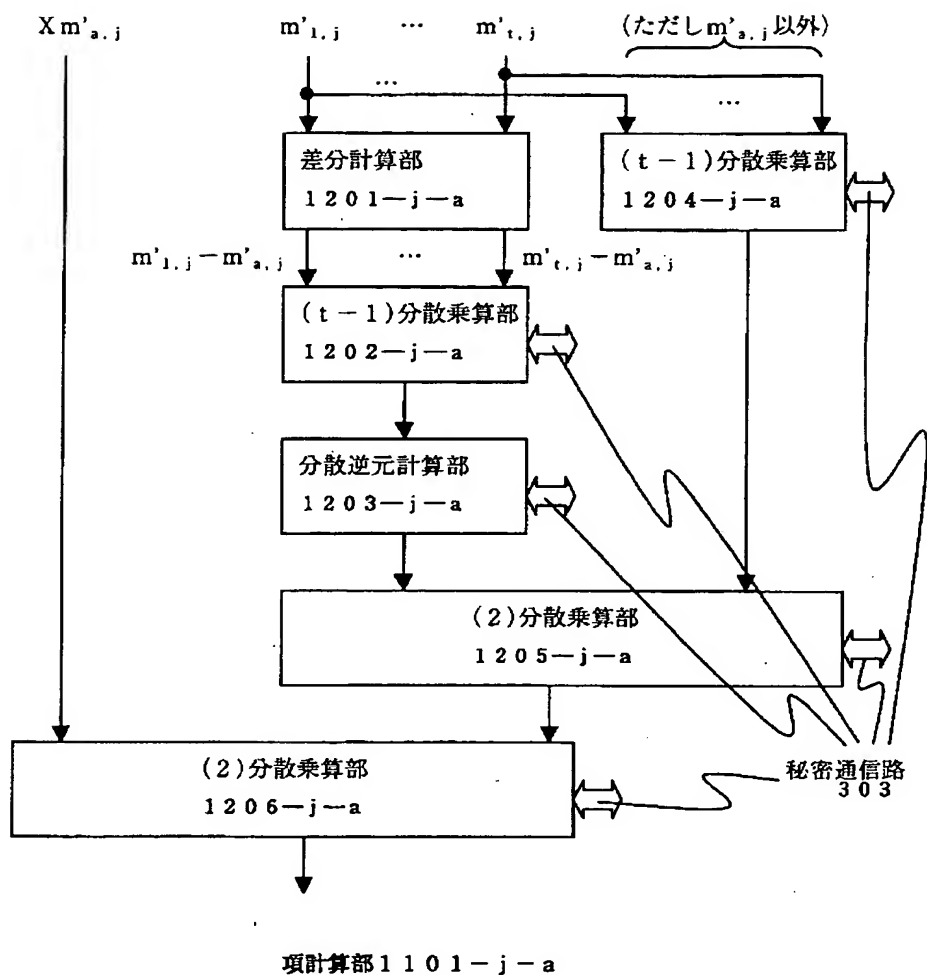 Xm'a,j m'1,j … m't,j (ただしm'a,j以外)
… …
差分計算部
1201-j-a
(t-1)分散乗算部
1204-j-a
m'1,j-m'a,j … m't,j-m'a,j
(t-1)分散乗算部
1202-j-a
分散逆元計算部
1203-j-a
(2)分散乗算部
1205-j-a
(2)分散乗算部
1206-j-a
秘密通信路
303
項計算部1101-j-a